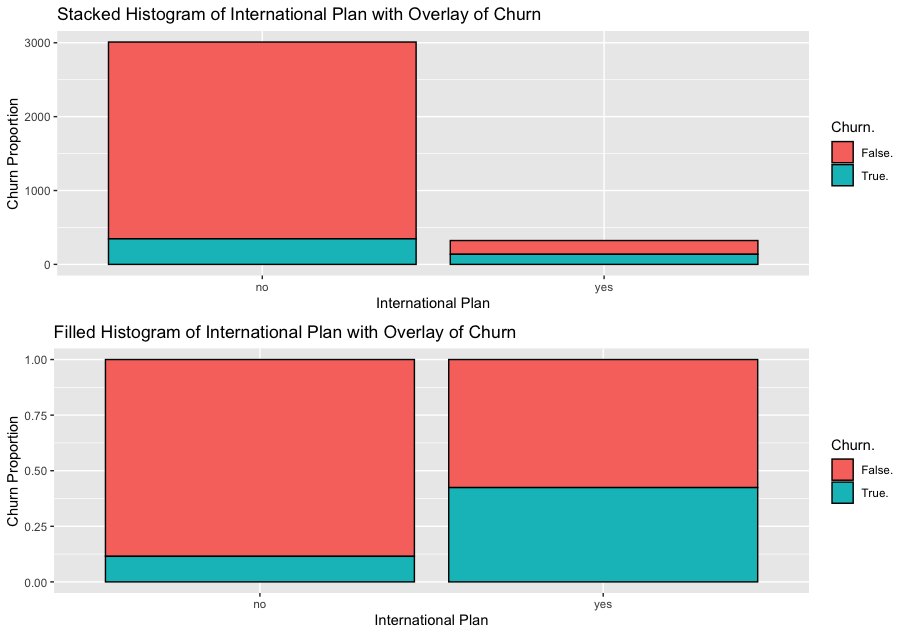 Stacked Histogram of International Plan with Overlay of Churn
Churn Proportion
3000
2000
1000
0
no
yes
International Plan
Churn.
False.
True.
Filled Histogram of International Plan with Overlay of Churn
Churn Proportion
1.00
0.75
0.50
0.25
0.00
no
yes
International Plan
Churn.
False.
True.